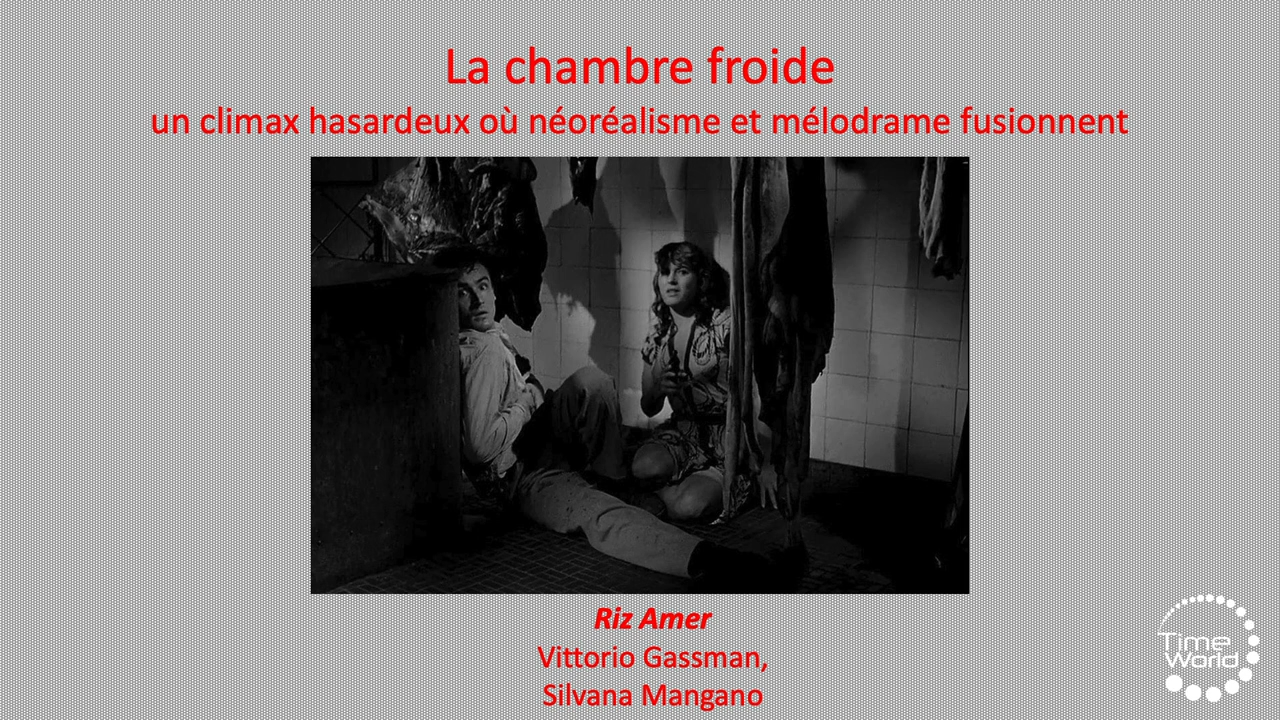 La chambre froide
un climax hasardeux où néoréalisme et mélodrame fusionnent
Riz Amer
Vittorio Gassman,
Silvana Mangano
Time
World